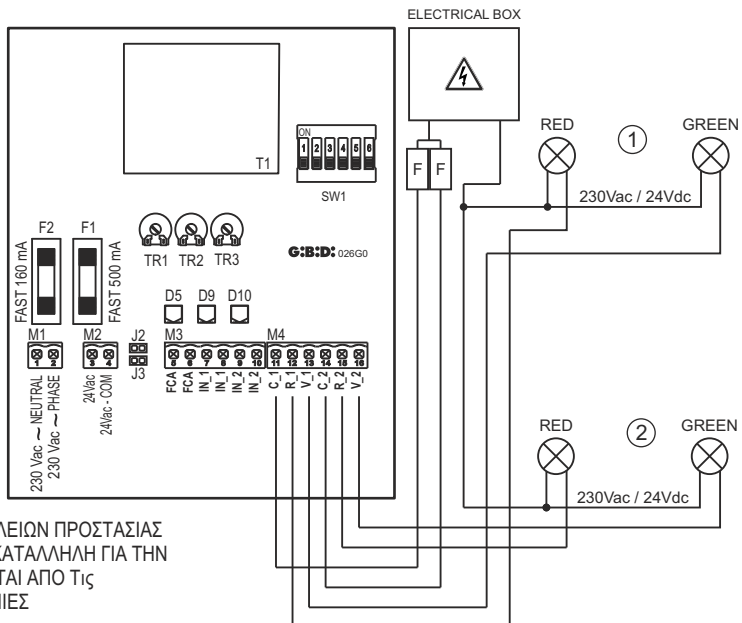 ELECTRICAL BOX
RED
1
GREEN
230Vac / 24Vdc
F F
T1
ON
1 2 3 4 5 6
SW1
F2
F1
FAST 160 mA
FAST 500 mA
TR1 TR2 TR3
G:B:D: 026G0
D5 D9 D10
M1
M2
J2
J3
M3
M4
1 2
3 4
5 6 7 8 9 10 11 12 13 14 15 16
230 Vac ~ NEUTRAL
230 Vac ~ PHASE
24Vac
24Vac - COM
FCA
FCA
IN_1
IN_1
IN_2
IN_2
C_1
R_1
V_1
C_2
R_2
V_2
RED
2
GREEN
230Vac / 24Vdc
ΛΕΙΩΝ ΠΡΟΣΤΑΣΙΑΣ
ΚΑΤΑΛΛΗΛΗ ΓΙΑ ΤΗΝ
ΤΑΙ ΑΠΟ Τις
ΙΙΕΣ